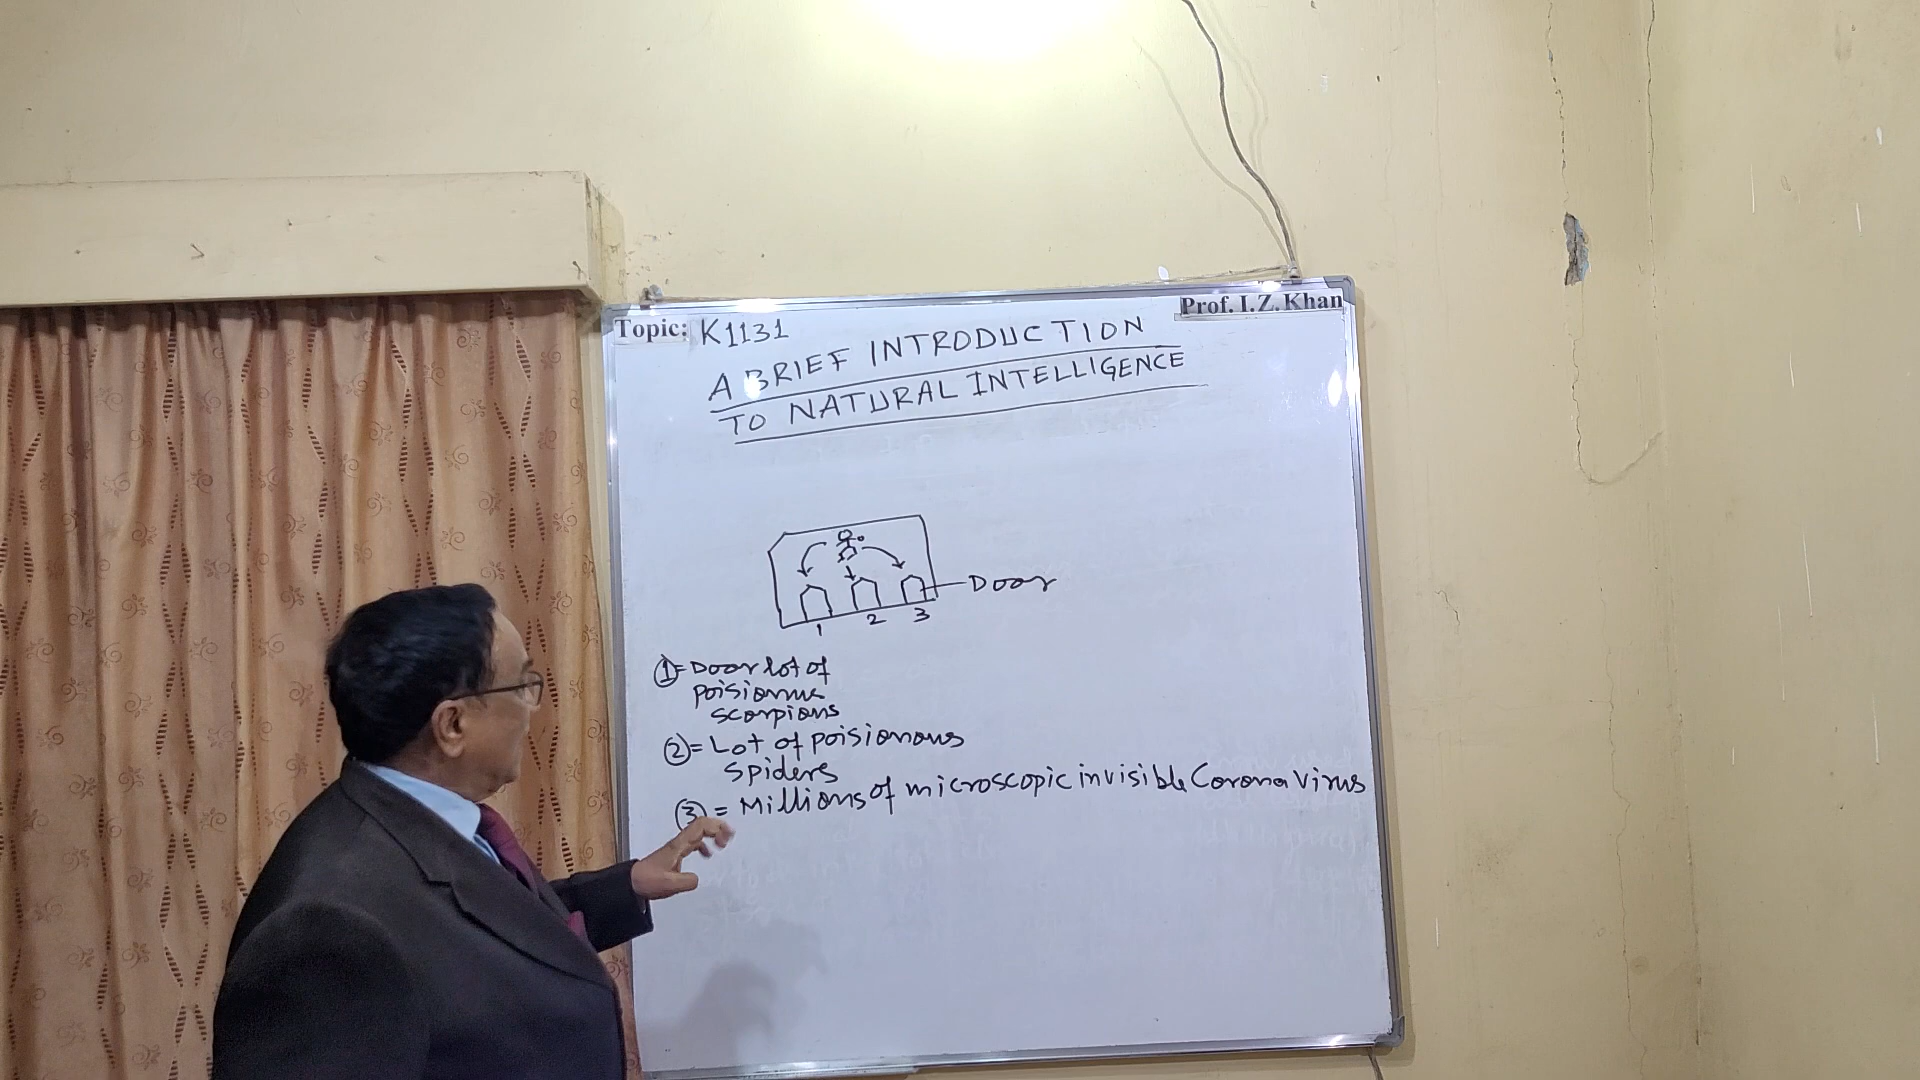 Topic: K1131
Prof. I.Z. Khan
A BRIEF INTRODUCTION
TO NATURAL INTELLIGENCE
Door
1 2 3
① = Door lot of
poisionus
scorpions
② = Lot of poisionous
spiders
③ = Millions of microscopic invisible Corona Virus